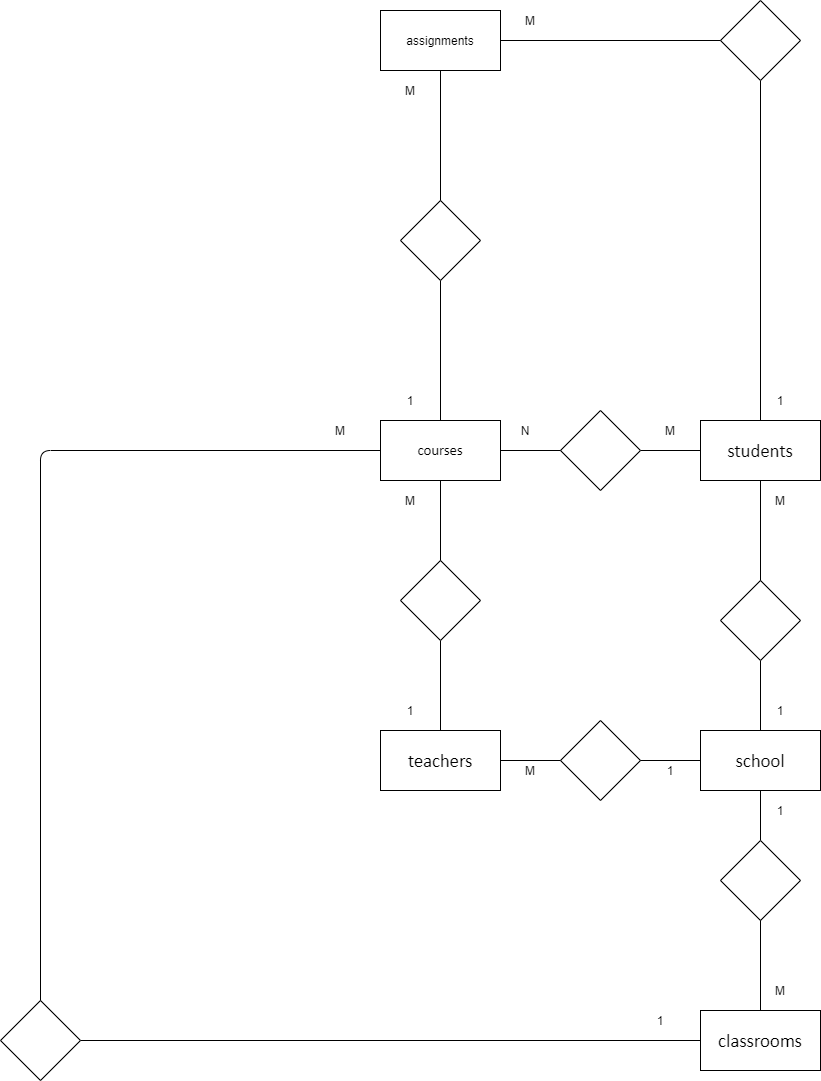 M
assignments
M
1
1
M
N
M
courses
students
M
M
1
1
teachers
school
M
1
1
M
1
classrooms